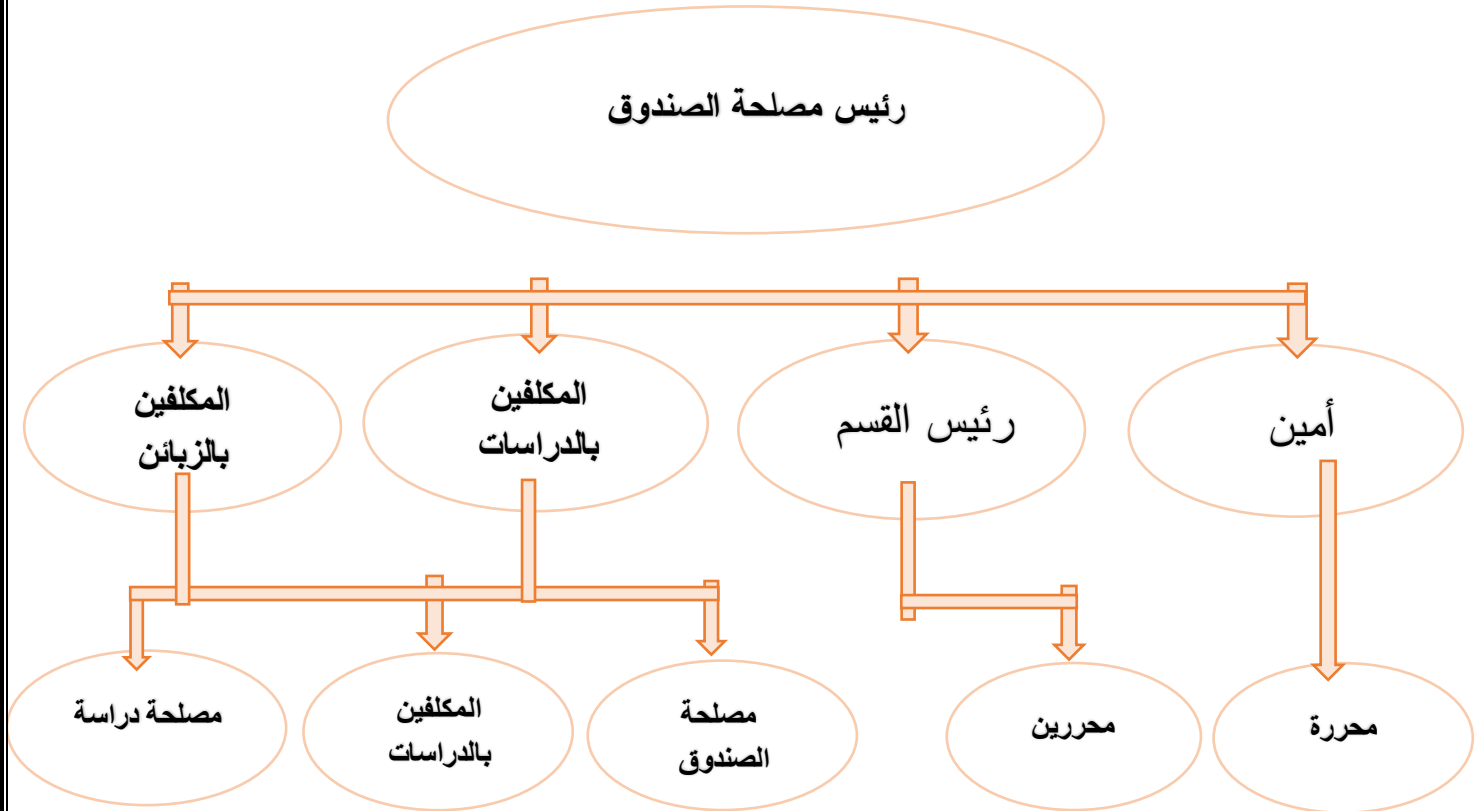 رئيس مصلحة الصندوق
أمين
رئيس القسم
المكلفين
بالدراسات
المكلفين
بالزبائن
محررة
محررين
مصلحة
الصندوق
المكلفين
بالدراسات
مصلحة دراسة